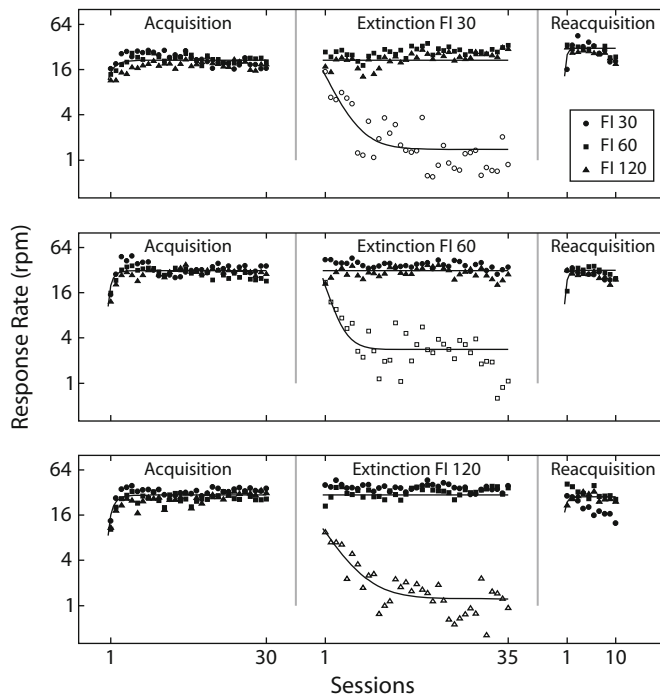 Acquisition Extinction FI 30 Reacquisition
64
16
4
1
● FI 30
■ FI 60
▲ FI 120
Acquisition Extinction FI 60 Reacquisition
64
16
4
1
Response Rate (rpm)
Acquisition Extinction FI 120 Reacquisition
64
16
4
1
1 30 1 35 1 10
Sessions